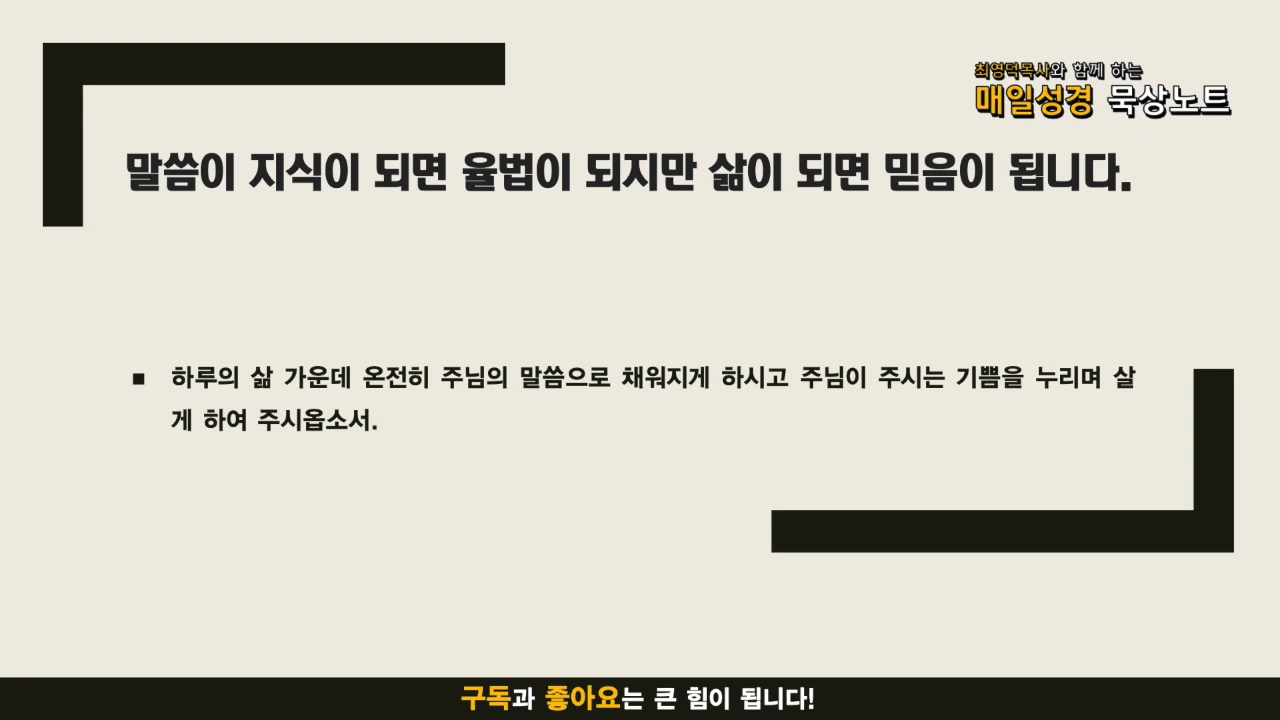 최영덕목사와 함께 하는
매일성경 묵상노트
말씀이 지식이 되면 율법이 되지만 삶이 되면 믿음이 됩니다.
■ 하루의 삶 가운데 온전히 주님의 말씀으로 채워지게 하시고 주님이 주시는 기쁨을 누리며 살
게 하여 주시옵소서.
구독과 좋아요는 큰 힘이 됩니다!